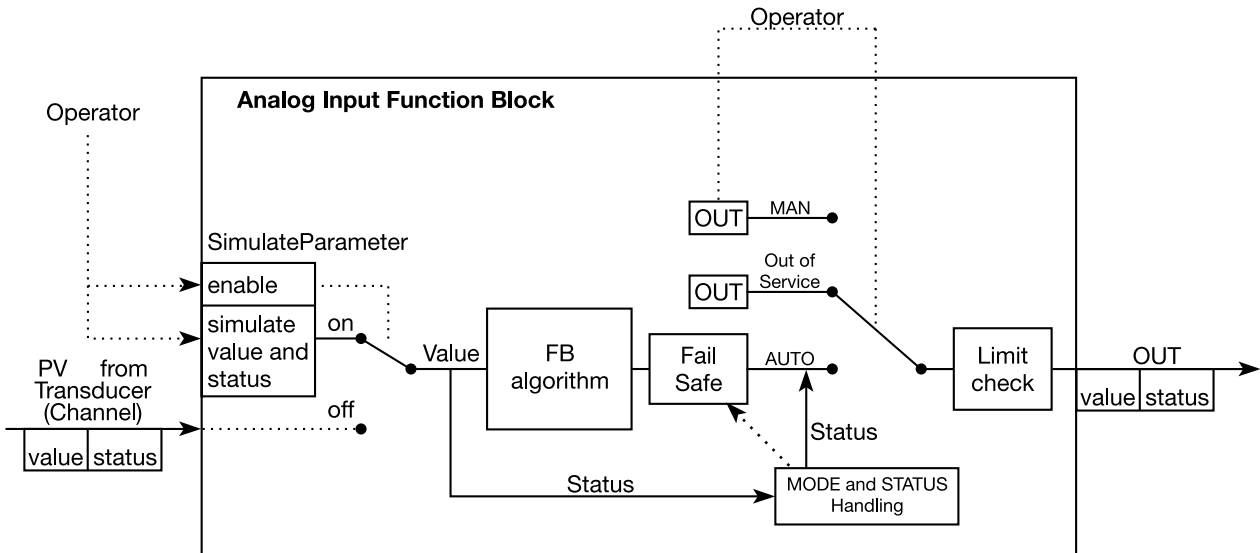 Operator
Analog Input Function Block
Operator
OUT
MAN
SimulateParameter
OUT
Out of
Service
enable
simulate
value and
status
on
PV from
Transducer
(Channel)
off
value
status
Value
FB
algorithm
Fail
Safe
AUTO
Limit
check
OUT
value
status
Status
Status
MODE and STATUS
Handling